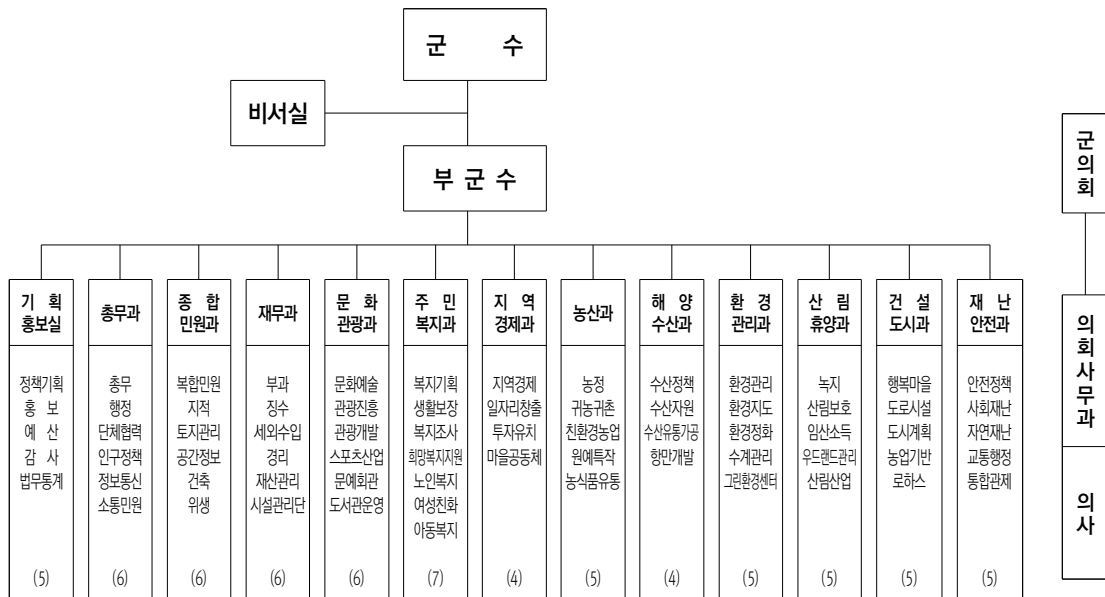 군 수
비서실
부 군 수
기 획
홍보실
정책기획
홍 보
예 산
감 사
법무통계
(5)
총무과
총무
행정
단체협력
인구정책
정보통신
소통민원
(6)
종 합
민원과
복합민원
지적
토지관리
공간정보
건축
위생
(6)
재무과
부과
징수
세외수입
경리
재산관리
시설관리단
(6)
문 화
관광과
문화예술
관광진흥
관광개발
스포츠산업
문예회관
도서관운영
(6)
주 민
복지과
복지기획
생활보장
복지조사
희망복지지원
노인복지
여성친화
아동복지
(7)
지 역
경제과
지역경제
일자리창출
투자유치
마을공동체
(4)
농산과
농정
귀농귀촌
친환경농업
원예특작
농식품유통
(5)
해 양
수산과
수산정책
수산자원
수산유통가공
항만개발
(4)
환 경
관리과
환경관리
환경지도
환경정화
수계관리
그린환경센터
(5)
산 림
휴양과
녹지
산림보호
임산소득
우드랜드관리
산림산업
(5)
건 설
도시과
행복마을
도로시설
도시계획
농업기반
로하스
(5)
재 난
안전과
안전정책
사회재난
자연재난
교통행정
통합관제
(5)
군의회
의회사무과
의사